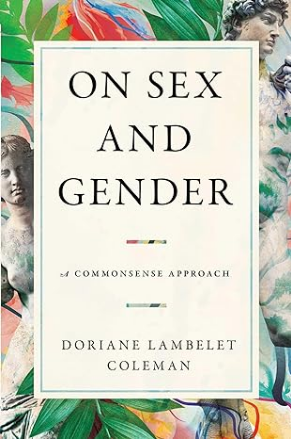 ON SEX
AND
GENDER
A COMMONSENSE APPROACH
DORIANE LAMBELET
COLEMAN